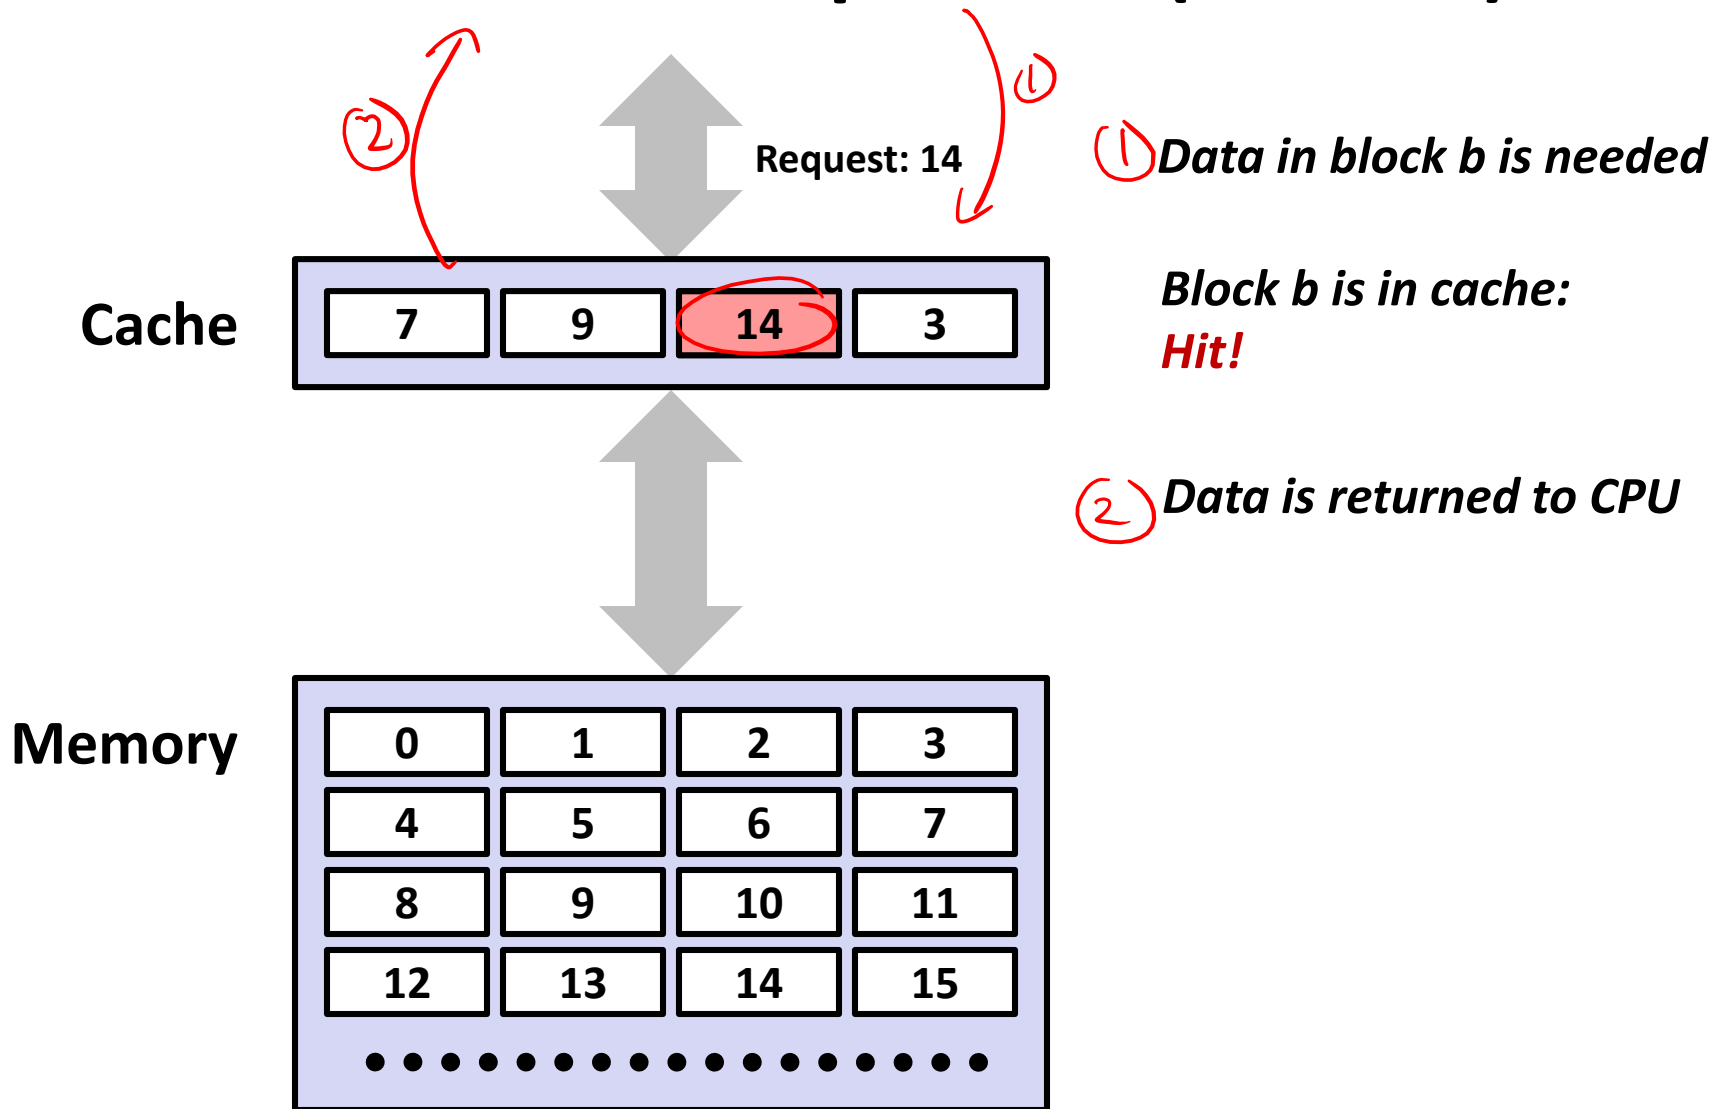 2
1
Request: 14
1 Data in block b is needed
Cache
7 9 14 3
Block b is in cache:
Hit!
2 Data is returned to CPU
Memory
0 1 2 3
4 5 6 7
8 9 10 11
12 13 14 15